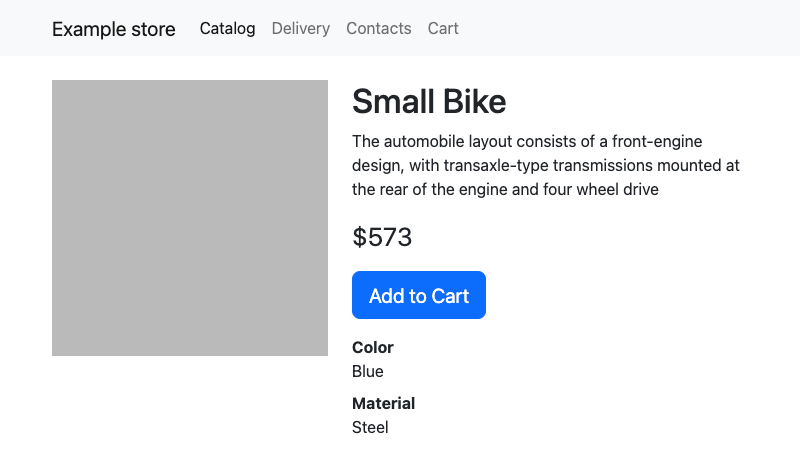 Example store Catalog Delivery Contacts Cart
Small Bike
The automobile layout consists of a front-engine
design, with transaxle-type transmissions mounted at
the rear of the engine and four wheel drive
$573
Add to Cart
Color
Blue
Material
Steel